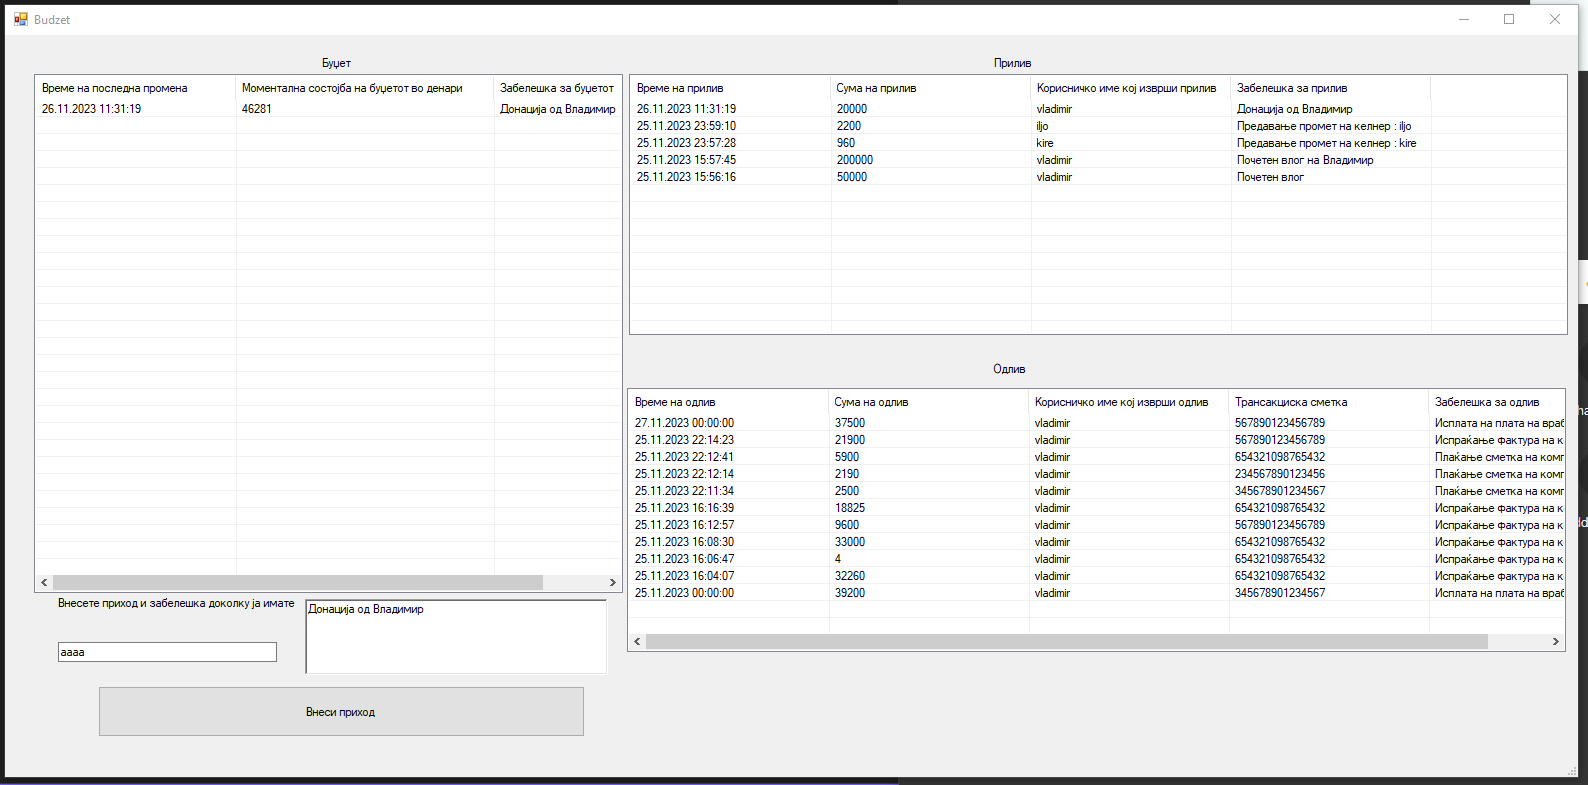 Budzet
Буџет
Време на последна промена Моментална состојба на буџетот во денари Забелешка за буџетот
26.11.2023 11:31:19 46281 Донација од Владимир
Внесете приход и забелешка доколку ја имате
aaaa
Донација од Владимир
Внеси приход
Прилив
Време на прилив Сума на прилив Корисничко име кој изврши прилив Забелешка за прилив
26.11.2023 11:31:19 20000 vladimir Донација од Владимир
25.11.2023 23:59:10 2200 iljo Предавање промет на келнер : iljo
25.11.2023 23:57:28 960 kire Предавање промет на келнер : kire
25.11.2023 15:57:45 200000 vladimir Почетен влог на Владимир
25.11.2023 15:56:16 50000 vladimir Почетен влог
Одлив
Време на одлив Сума на одлив Корисничко име кој изврши одлив Трансакциска сметка Забелешка за одлив
27.11.2023 00:00:00 37500 vladimir 567890123456789 Исплата на плата на враб
25.11.2023 22:14:23 21900 vladimir 567890123456789 Испраќање фактура на к
25.11.2023 22:12:41 5900 vladimir 654321098765432 Плаќање сметка на комп
25.11.2023 22:12:14 2190 vladimir 234567890123456 Плаќање сметка на комп
25.11.2023 22:11:34 2500 vladimir 345678901234567 Плаќање сметка на комп
25.11.2023 16:16:39 18825 vladimir 654321098765432 Испраќање фактура на к
25.11.2023 16:12:57 9600 vladimir 567890123456789 Испраќање фактура на к
25.11.2023 16:08:30 33000 vladimir 654321098765432 Испраќање фактура на к
25.11.2023 16:06:47 4 vladimir 654321098765432 Испраќање фактура на к
25.11.2023 16:04:07 32260 vladimir 654321098765432 Испраќање фактура на к
25.11.2023 00:00:00 39200 vladimir 345678901234567 Исплата на плата на враб